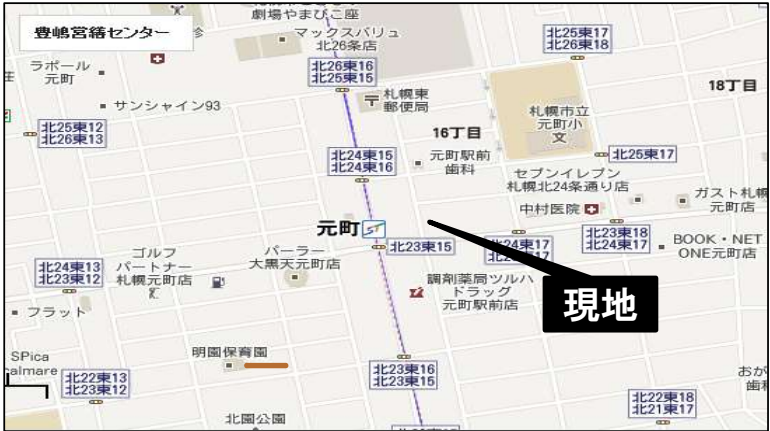 劇場やまびこ座
豊嶋営繕センター
マックスバリュ
北26条店
北25東17
北26東18
ラポール
元町
北26東16
北25東15
札幌東
郵便局
18丁目
サンシャイン93
札幌市立
元町小
文
北25東12
北26東13
16丁目
北24東15
北24東16
元町駅前
歯科
北25東17
セブンイレブン
札幌北24条通り店
ガスト札幌
元町店
中村医院
元町
北23東15
北24東17
北23東18
北24東17
BOOK・NET
ONE元町店
ゴルフ
パートナー
札幌元町店
パーラー
大黒天元町店
北24東13
北23東12
調剤薬局ツルハ
ドラッグ
元町駅前店
現地
フラット
SPica
calmare
明園保育園
北23東16
北23東15
北22東13
北23東12
北22東18
北21東17
北園公園